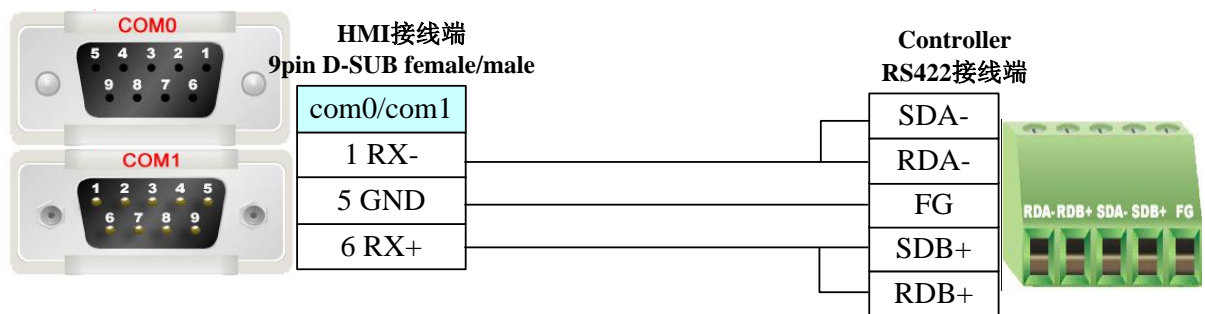 COM0
5 4 3 2 1
9 8 7 6
COM1
1 2 3 4 5
6 7 8 9
HMI接线端
9pin D-SUB female/male
com0/com1
1 RX-
5 GND
6 RX+
Controller
RS422接线端
SDA-
RDA-
FG
SDB+
RDB+
RDA- RDB+ SDA- SDB+ FG